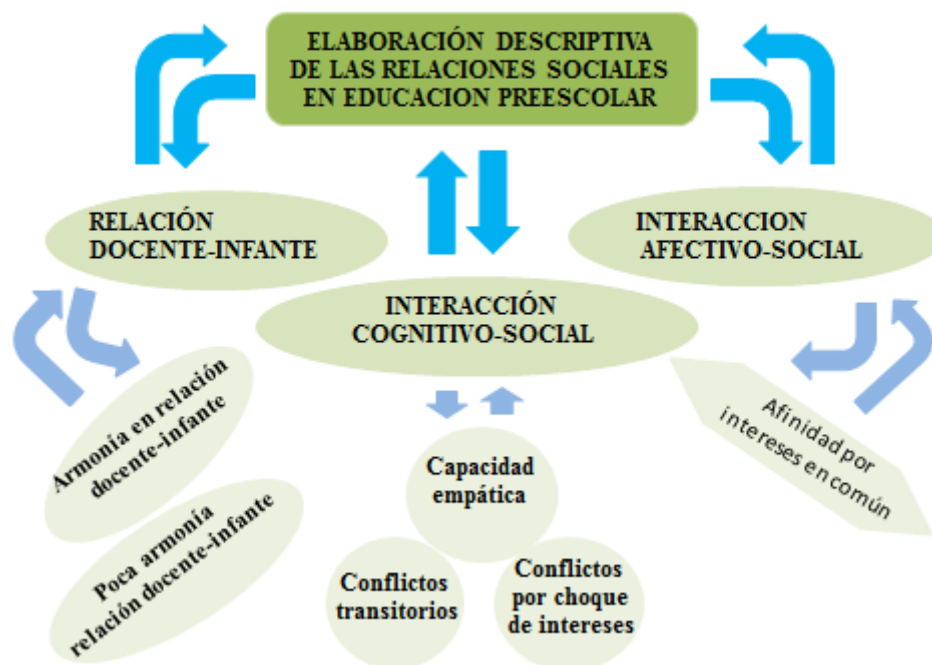 ELABORACIÓN DESCRIPTIVA
DE LAS RELACIONES SOCIALES
EN EDUCACION PREESCOLAR
RELACIÓN
DOCENTE-INFANTE
INTERACCION
AFECTIVO-SOCIAL
INTERACCIÓN
COGNITIVO-SOCIAL
Armonía en relación
docente-infante
Poca armonía
relación docente-infante
Capacidad
empática
Conflictos
transitorios
Conflictos
por choque
de intereses
Afinidad por
intereses en común